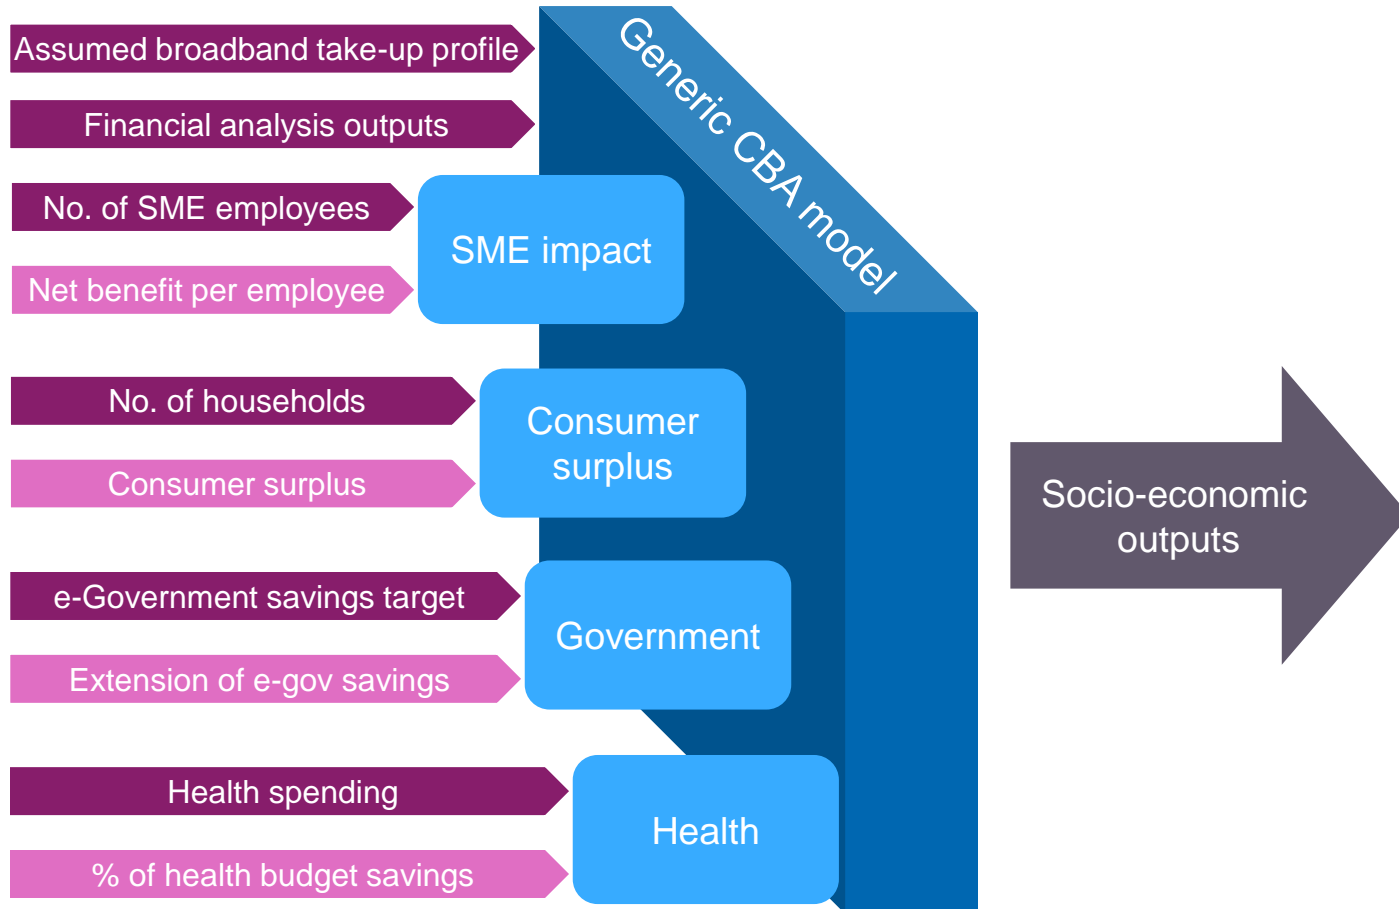 Assumed broadband take-up profile
Financial analysis outputs
Generic CBA model
No. of SME employees
Net benefit per employee
SME impact
No. of households
Consumer surplus
Consumer
surplus
e-Government savings target
Extension of e-gov savings
Government
Health spending
% of health budget savings
Health
Socio-economic
outputs